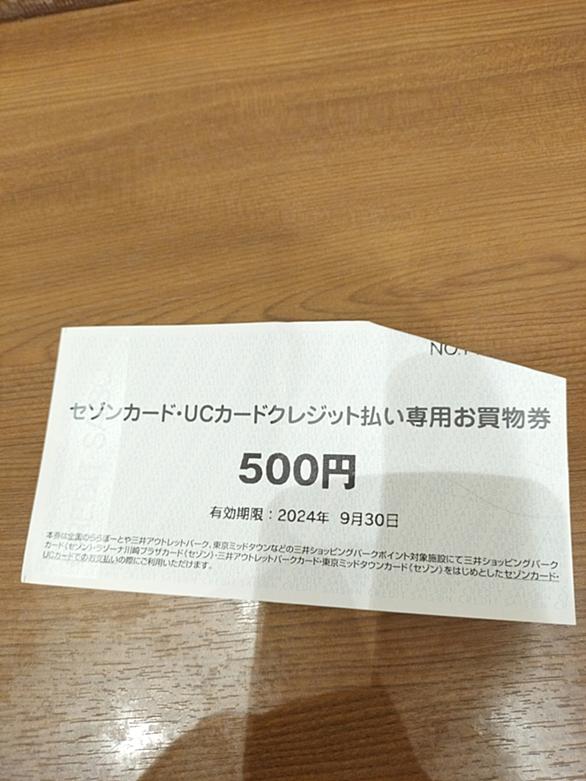 NO.
セゾンカード・UCカードクレジット払い専用お買物券
500円
有効期限：2024年 9月30日
本券は全国のららぽーとや三井アウトレットパーク、東京ミッドタウンなどの三井ショッピングパークポイント対象施設にて三井ショッピングパーク
カード《セゾン》・ラゾーナ川崎プラザカード《セゾン》・三井アウトレットパークカード・東京ミッドタウンカード《セゾン》をはじめとしたセゾンカード・
UCカードでのお支払いの際にご利用いただけます。